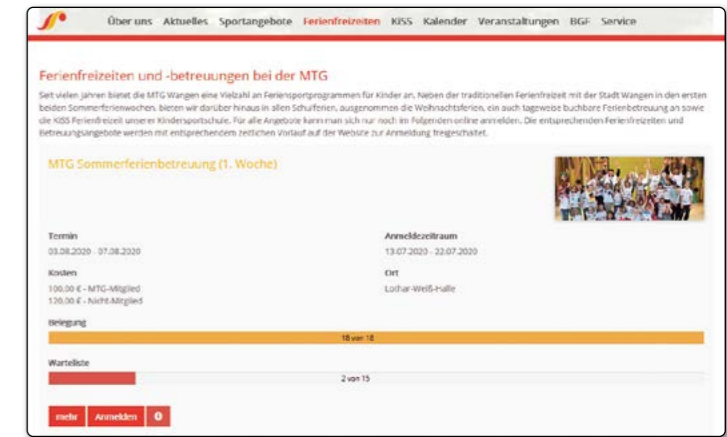 Über uns Aktuelles Sportangebote Ferienfreizeiten KiSS Kalender Veranstaltungen BGF Service
Ferienfreizeiten und -betreuungen bei der MTG
Seit vielen Jahren bietet die MTG Wangen eine Vielzahl an Feriensportprogrammen für Kinder an. Neben der traditionellen Ferienfreizeit mit der Stadt Wangen in den ersten
beiden Sommerferienwochen, bieten wir darüber hinaus in allen Schulferien, ausgenommen die Weihnachtsferien, ein auch tageweise buchbare Ferienbetreuung an sowie
die KiSS Ferienfreizeit unserer Kindersportschule. Für alle Angebote kann man sich nur noch im Folgenden online anmelden. Die entsprechenden Ferienfreizeiten und
Betreuungsangebote werden mit entsprechendem zeitlichen Vorlauf auf der Website zur Anmeldung freigeschaltet.
MTG Sommerferienbetreuung (1. Woche)
Termin Anmeldezeitraum
03.08.2020 - 07.08.2020 13.07.2020 - 22.07.2020
Kosten Ort
100,00 € - MTG-Mitglied Lothar-Weiß-Halle
120,00 € - Nicht-Mitglied
Belegung
18 von 18
Warteliste
2 von 15
mehr Anmelden